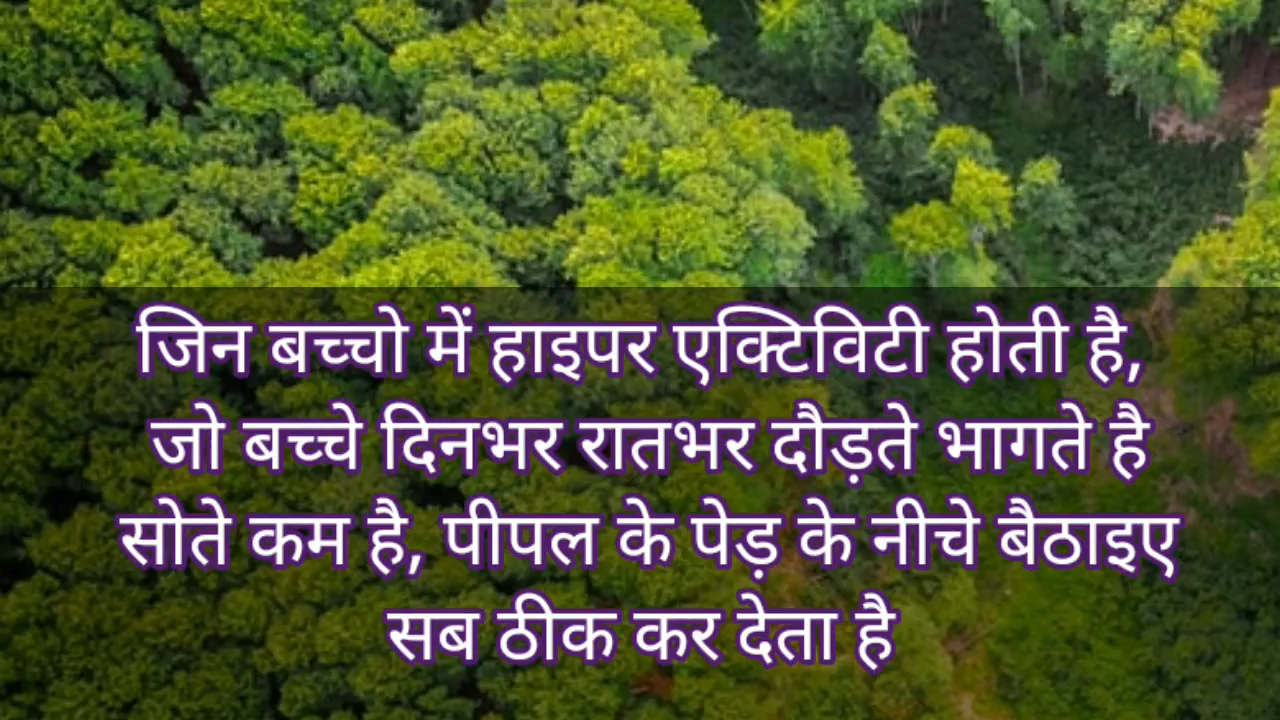 जिन बच्चो में हाइपर एक्टिविटी होती है,
जो बच्चे दिनभर रातभर दौड़ते भागते है
सोते कम है, पीपल के पेड़ के नीचे बैठाइए
सब ठीक कर देता है